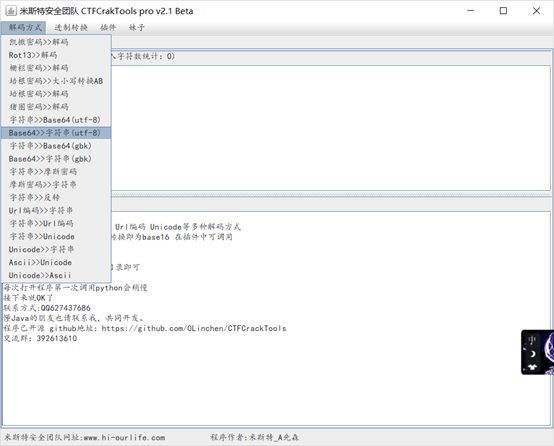 米斯特安全团队 CTFCrakTools pro v2.1 Beta
解码方式 进制转换 插件 妹子
入字符数统计：0)
凯撒密码>>解码
Rot13>>解码
栅栏密码>>解码
培根密码>>大小写转换AB
培根密码>>解码
猪圈密码>>解码
字符串>>Base64(utf-8)
Base64>>字符串(utf-8)
字符串>>Base64(gbk)
Base64>>字符串(gbk)
字符串>>摩斯密码
摩斯密码>>字符串
字符串>>反转
Url编码>>字符串
字符串>>Url编码
字符串>>Unicode
Unicode>>字符串
Ascii>>Unicode
Unicode>>Ascii
Url编码 Unicode等多种解码方式
转换即为base16 在插件中可调用
目录即可
每次打开程序第一次调用python会稍慢
接下来就OK了
联系方式:QQ627437686
懂Java的朋友也请联系我，共同开发。
程序已开源 github地址：https://github.com/0Linchen/CTFCrackTools
交流群：392613610
中
米斯特安全团队网址:www.hi-ourlife.com 程序作者:米斯特_A先森